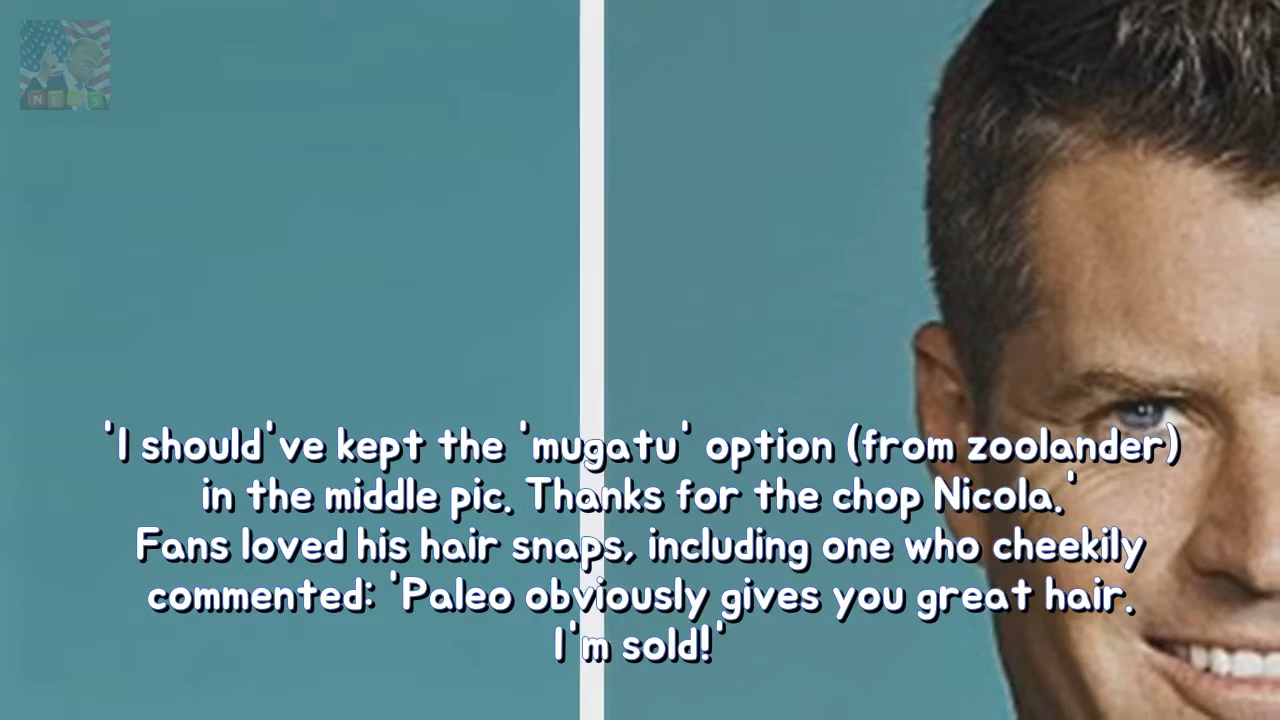 NEWS
'I should've kept the 'mugatu' option (from zoolander)
in the middle pic. Thanks for the chop Nicola.'
Fans loved his hair snaps, including one who cheekily
commented: 'Paleo obviously gives you great hair.
I'm sold!'